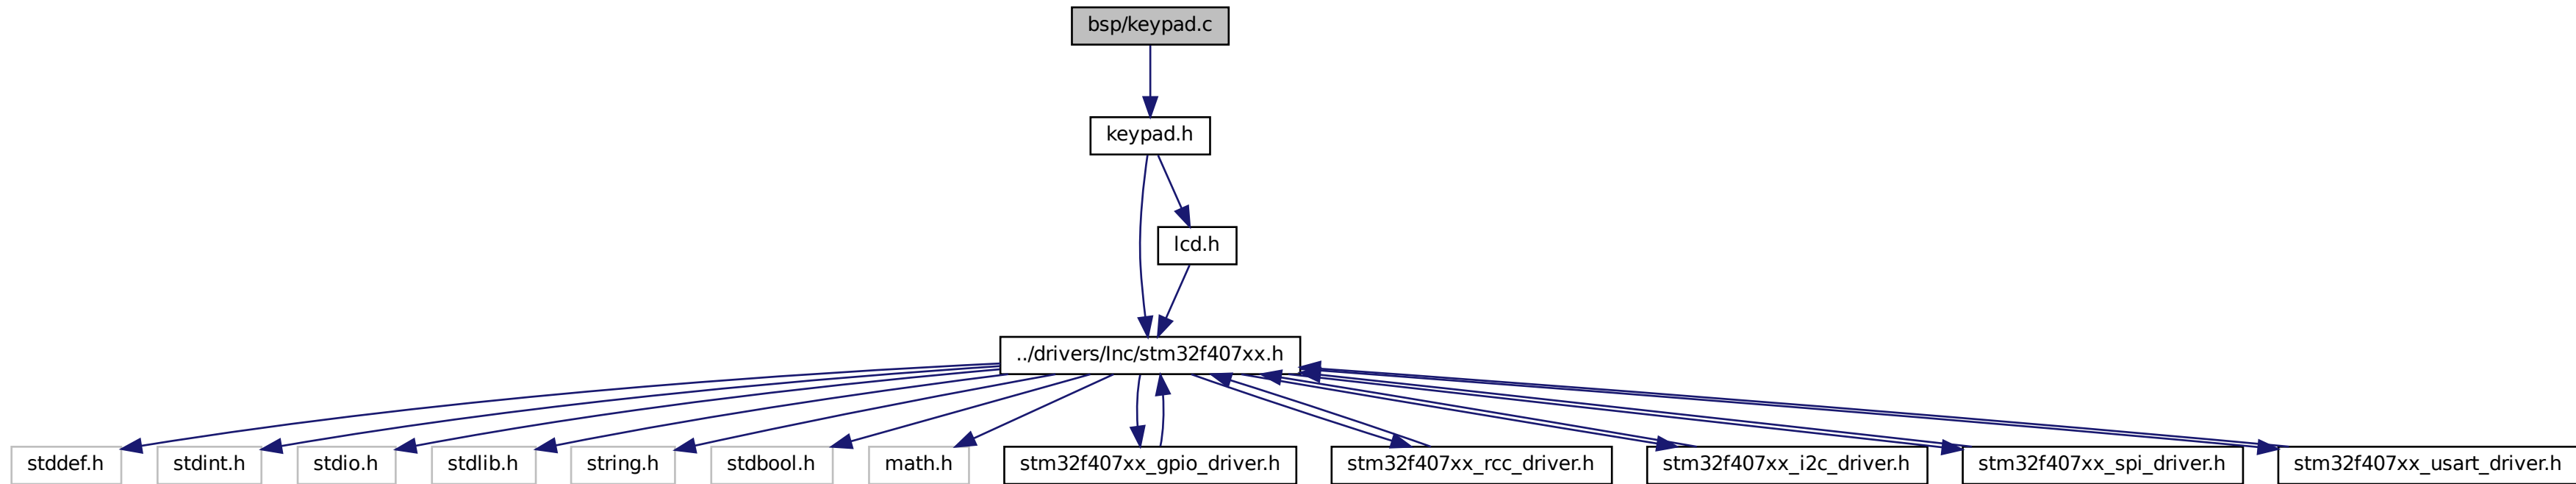 bsp/keypad.c
keypad.h
lcd.h
../drivers/Inc/stm32f407xx.h
stddef.h
stdint.h
stdio.h
stdlib.h
string.h
stdbool.h
math.h
stm32f407xx_gpio_driver.h
stm32f407xx_rcc_driver.h
stm32f407xx_i2c_driver.h
stm32f407xx_spi_driver.h
stm32f407xx_usart_driver.h